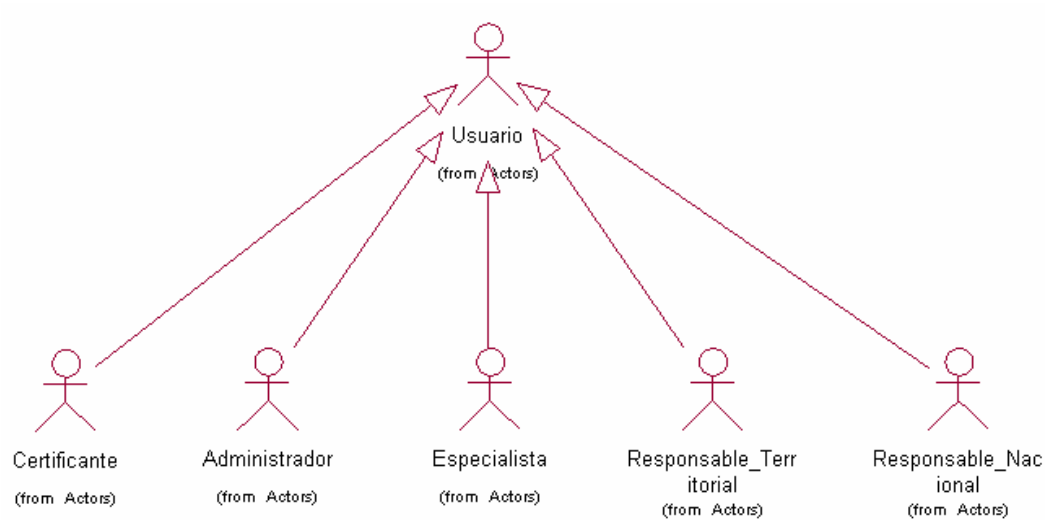 Usuario
(from Actors)
Certificante
(from Actors)
Administrador
(from Actors)
Especialista
(from Actors)
Responsable_Terr
itorial
(from Actors)
Responsable_Nac
ional
(from Actors)